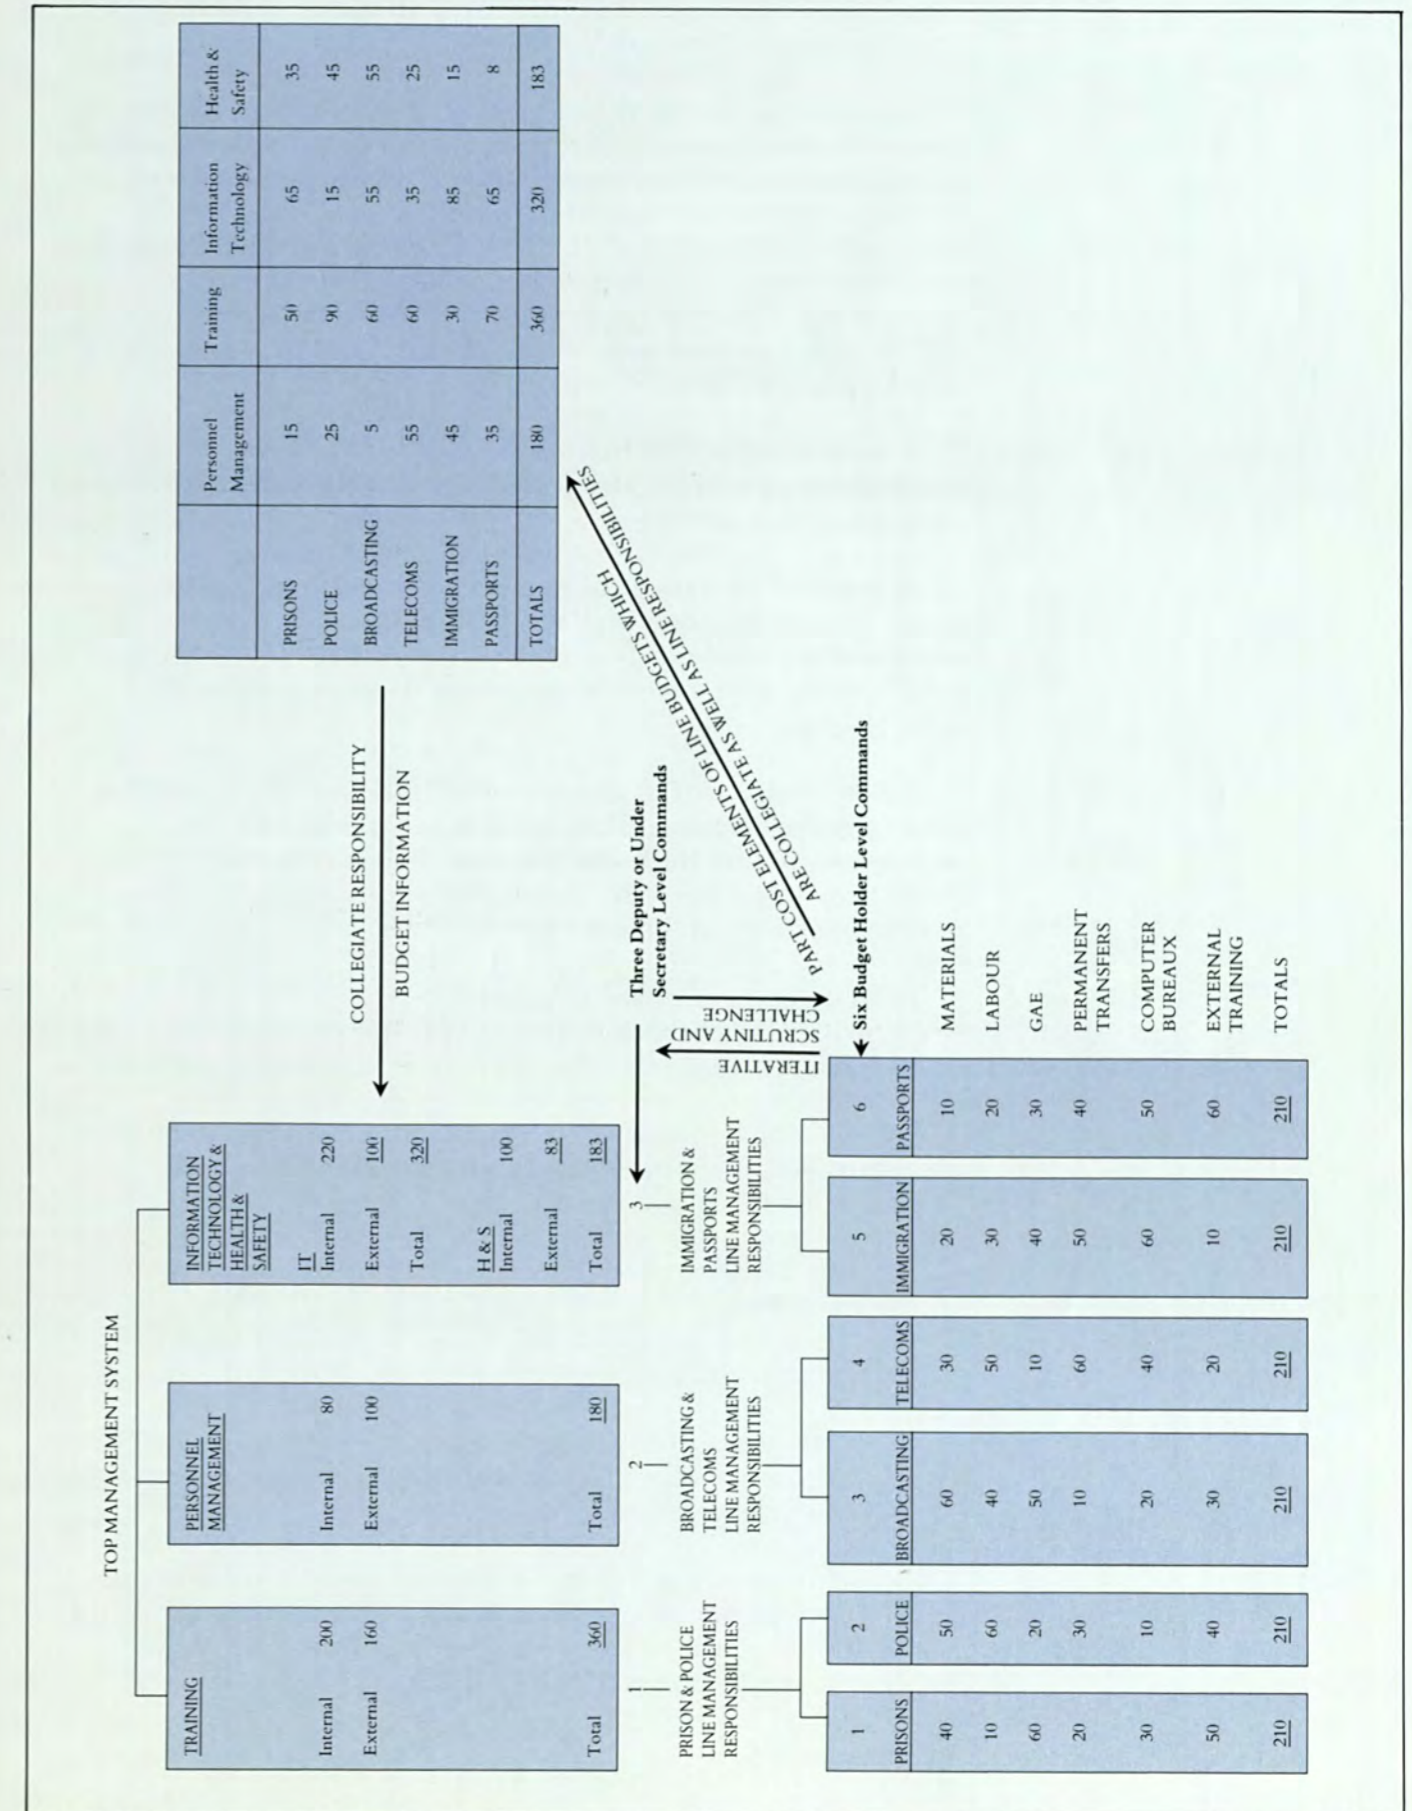 TOP MANAGEMENT SYSTEM
TRAINING
Internal 200
External 160
Total 360
PERSONNEL
MANAGEMENT
Internal 80
External 100
Total 180
INFORMATION
TECHNOLOGY &
HEALTH &
SAFETY
IT
Internal 220
External 100
Total 320
H & S
Internal 100
External 83
Total 183
COLLEGIATE RESPONSIBILITY
BUDGET INFORMATION
Personnel Management Training Information Technology Health & Safety
PRISONS 15 50 65 35
POLICE 25 90 15 45
BROADCASTING 5 60 55 55
TELECOMS 55 60 35 25
IMMIGRATION 45 30 85 15
PASSPORTS 35 70 65 8
TOTALS 180 360 320 183
1
PRISON & POLICE
LINE MANAGEMENT
RESPONSIBILITIES
2
BROADCASTING &
TELECOMS
LINE MANAGEMENT
RESPONSIBILITIES
3
IMMIGRATION &
PASSPORTS
LINE MANAGEMENT
RESPONSIBILITIES
Three Deputy or Under
Secretary Level Commands
ITERATIVE
SCRUTINY AND
CHALLENGE
PART COST ELEMENTS OF LINE BUDGETS WHICH
ARE COLLEGIATE AS WELL AS LINE RESPONSIBILITIES
Six Budget Holder Level Commands
1 2 3 4 5 6
PRISONS POLICE BROADCASTING TELECOMS IMMIGRATION PASSPORTS
40 50 60 30 20 10 MATERIALS
10 60 40 50 30 20 LABOUR
60 20 50 10 40 30 GAE
20 30 10 60 50 40 PERMANENT TRANSFERS
30 10 20 40 60 50 COMPUTER BUREAUX
50 40 30 20 10 60 EXTERNAL TRAINING
210 210 210 210 210 210 TOTALS